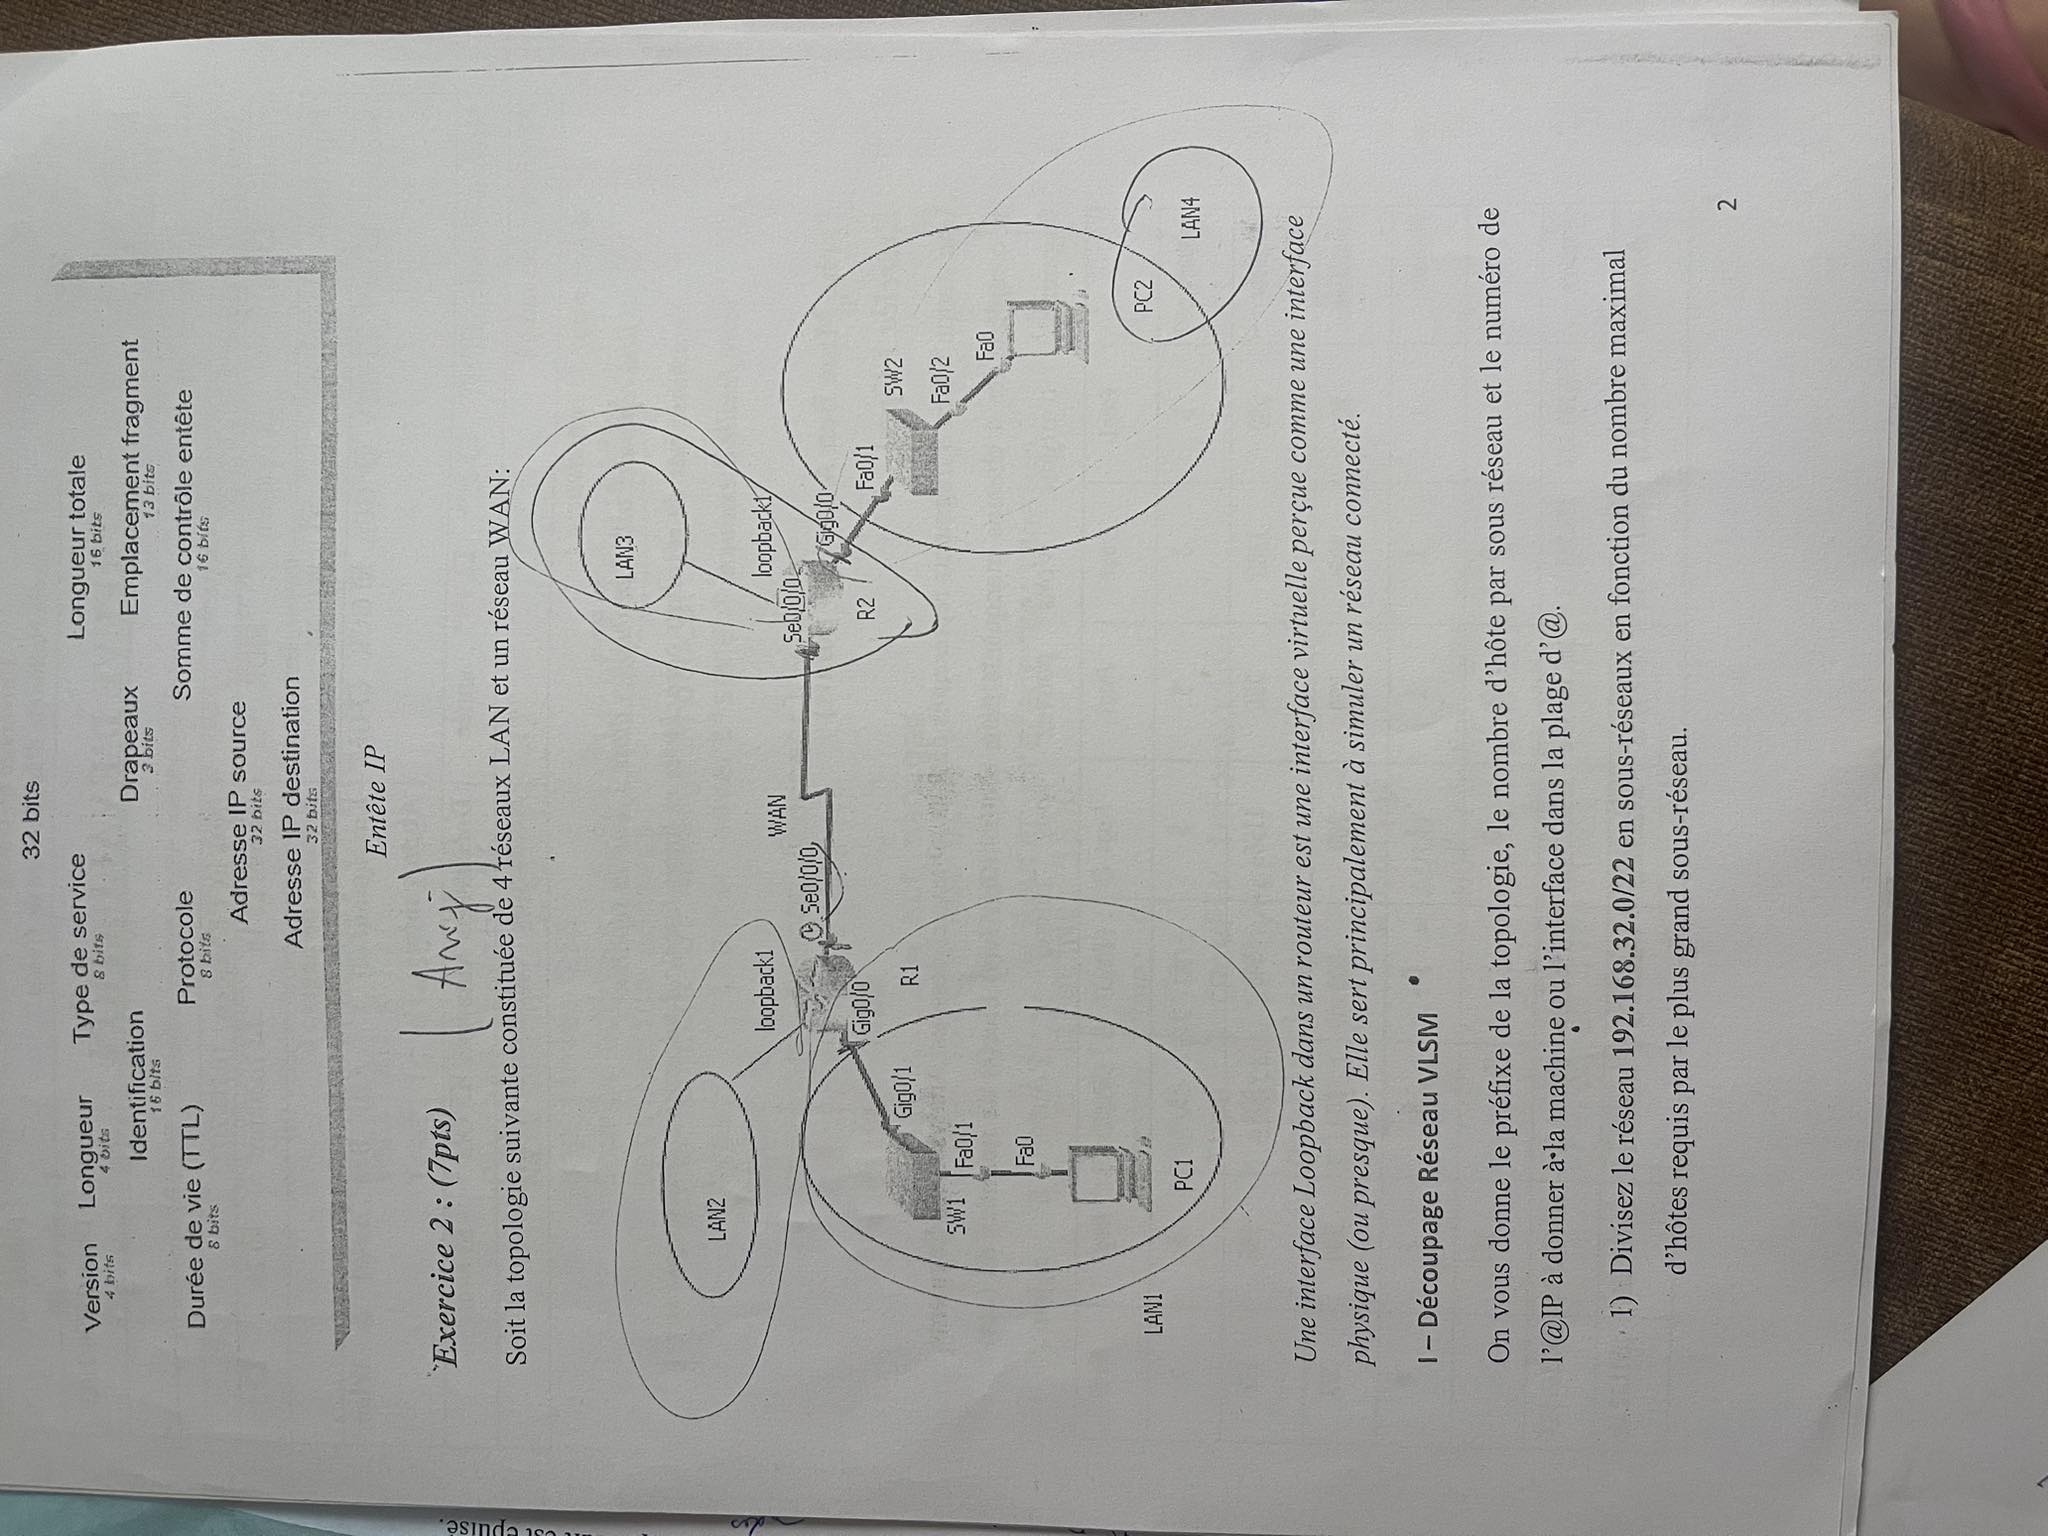 32 bits
Version Longueur Type de service Longueur totale
4 bits 4 bits 8 bits 16 bits
Identification Drapeaux Emplacement fragment
16 bits 3 bits 13 bits
Durée de vie (TTL) Protocole Somme de contrôle entête
8 bits 8 bits 16 bits
Adresse IP source
32 bits
Adresse IP destination
32 bits
Entête IP
Exercice 2 : (7pts)
Soit la topologie suivante constituée de 4 réseaux LAN et un réseau WAN:
LAN3
LAN2
loopback1
WAN
loopback1
Se0/0/0
Se0/0/0
Gig0/0
Gig0/0
R2
Fa0/1
Gig0/1
R1
SW2
SW1
Fa0/1
Fa0/2
Fa0
Fa0
LAN1
PC1
PC2
LAN4
Une interface Loopback dans un routeur est une interface virtuelle perçue comme une interface
physique (ou presque). Elle sert principalement à simuler un réseau connecté.
I – Découpage Réseau VLSM
On vous donne le préfixe de la topologie, le nombre d’hôte par sous réseau et le numéro de
l’@IP à donner à la machine ou l’interface dans la plage d’@.
1) Divisez le réseau 192.168.32.0/22 en sous-réseaux en fonction du nombre maximal
d’hôtes requis par le plus grand sous-réseau.
2